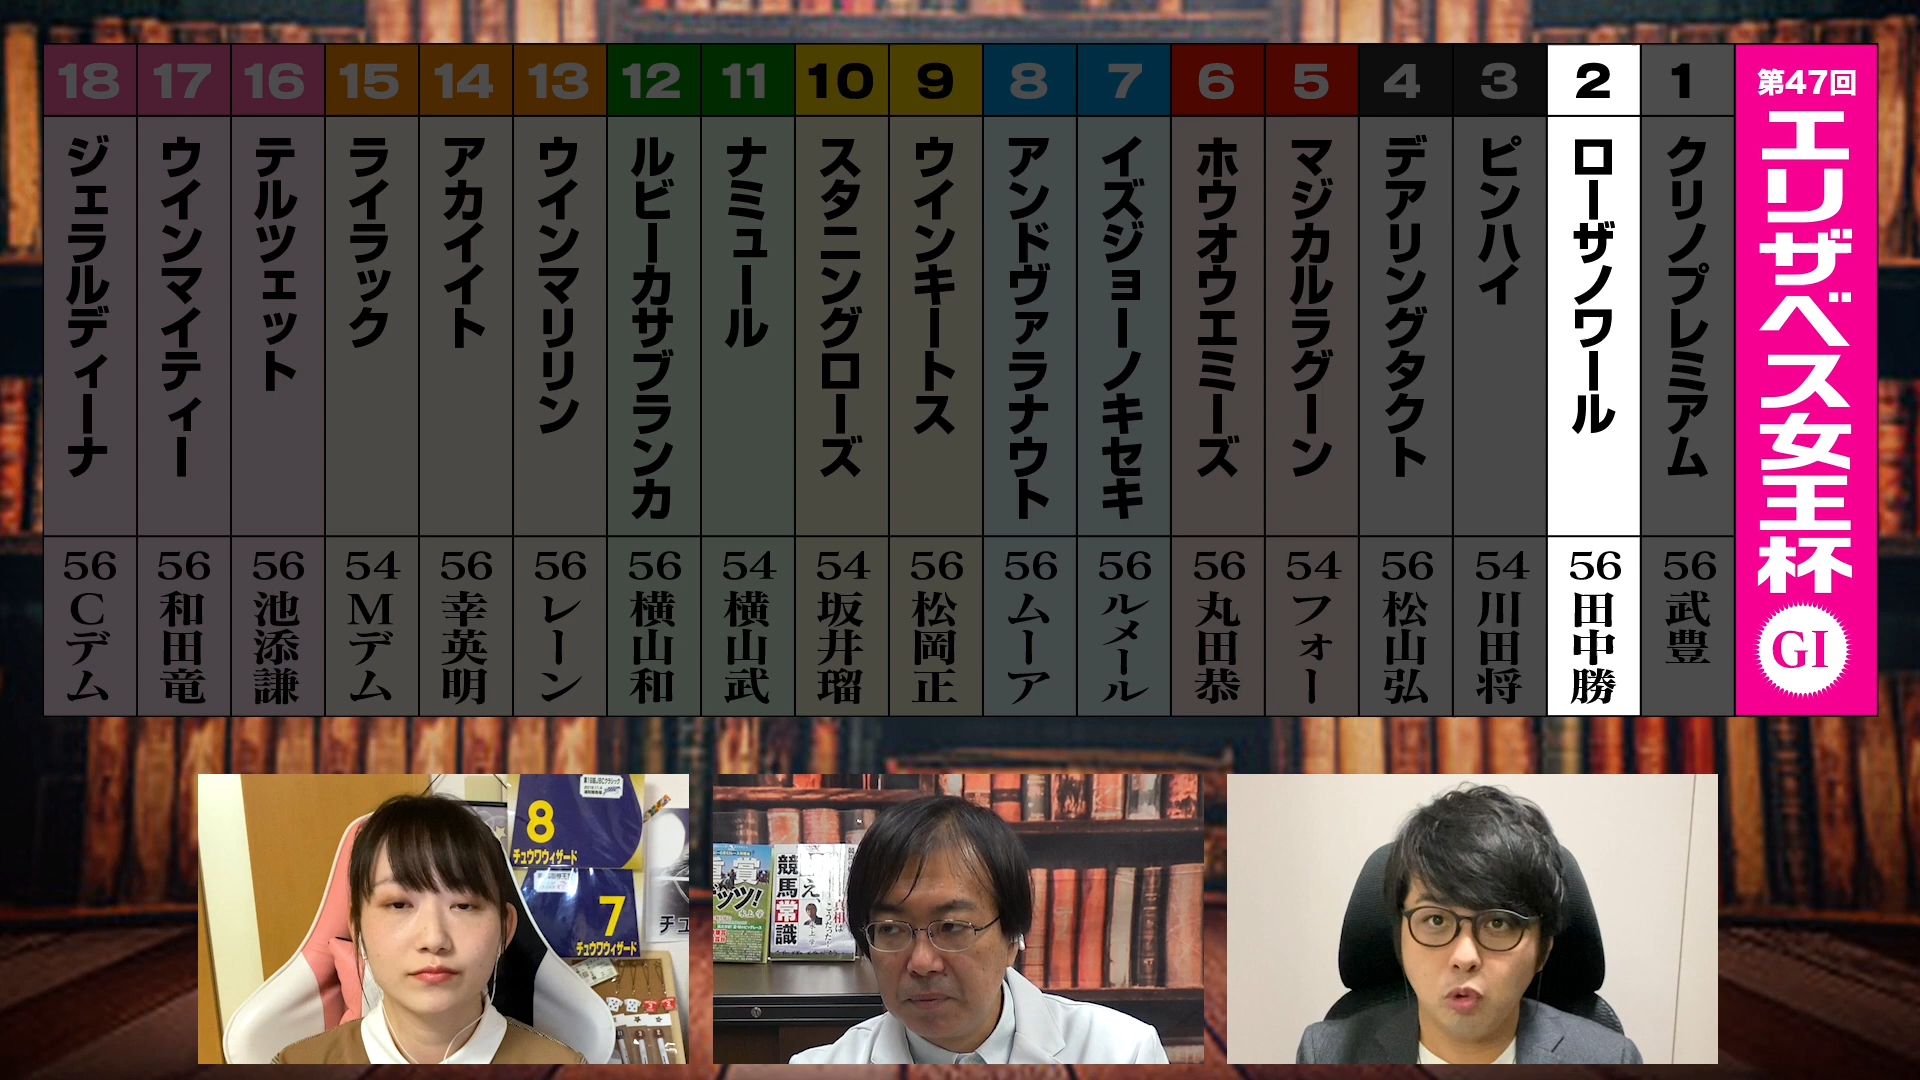 第47回
エリザベス女王杯
GI
1
クリノプレミアム
56
武豊
2
ローザノワール
56
田中勝
3
ピンハイ
54
川田将
4
デアリングタクト
56
松山弘
5
マジカルラグーン
54
フォー
6
ホウオウエミーズ
56
丸田恭
7
イズジョーノキセキ
56
ルメール
8
アンドヴァラナウト
56
ムーア
9
ウインキートス
56
松岡正
10
スタニングローズ
54
坂井瑠
11
ナミュール
54
横山武
12
ルビーカサブランカ
56
横山和
13
ウインマリリン
56
レーン
14
アカイイト
56
幸英明
15
ライラック
54
Mデム
16
テルツェット
56
池添謙
17
ウインマイティー
56
和田竜
18
ジェラルディーナ
56
Cデム
8
チュウワウィザード
7
チュウワウィザード
チュ
競馬常識